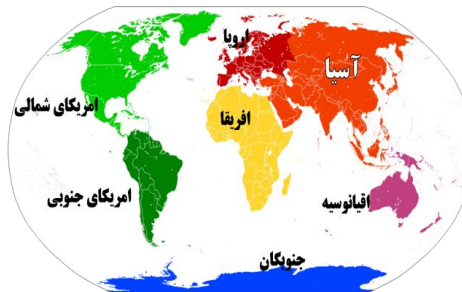 اروپا
آسیا
امریکای شمالی
افریقا
امریکای جنوبی
اقیانوسیه
جنوبگان